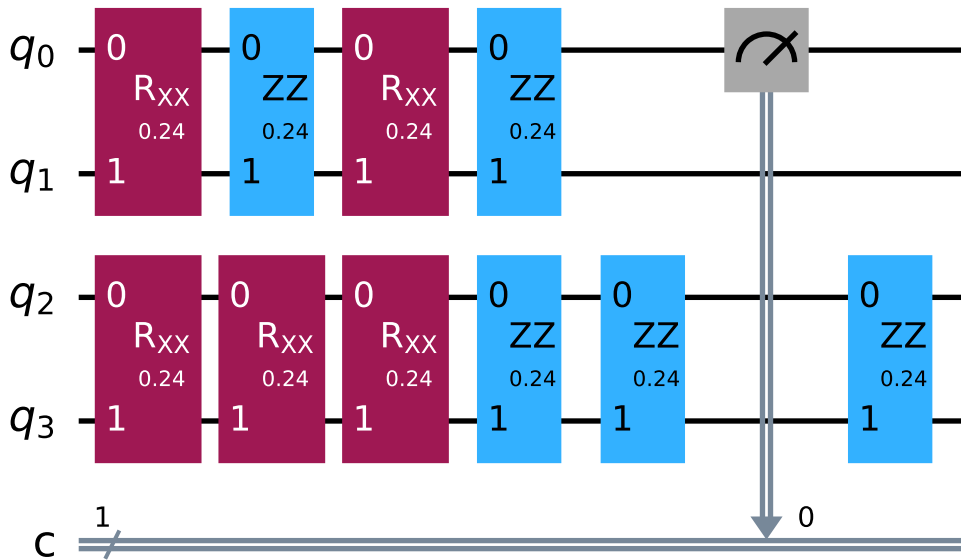 q0 0 0 0 0
RXX ZZ RXX ZZ
0.24 0.24 0.24 0.24
q1 1 1 1 1
q2 0 0 0 0 0 0
RXX RXX RXX ZZ ZZ ZZ
0.24 0.24 0.24 0.24 0.24 0.24
q3 1 1 1 1 1 1
1 0
c